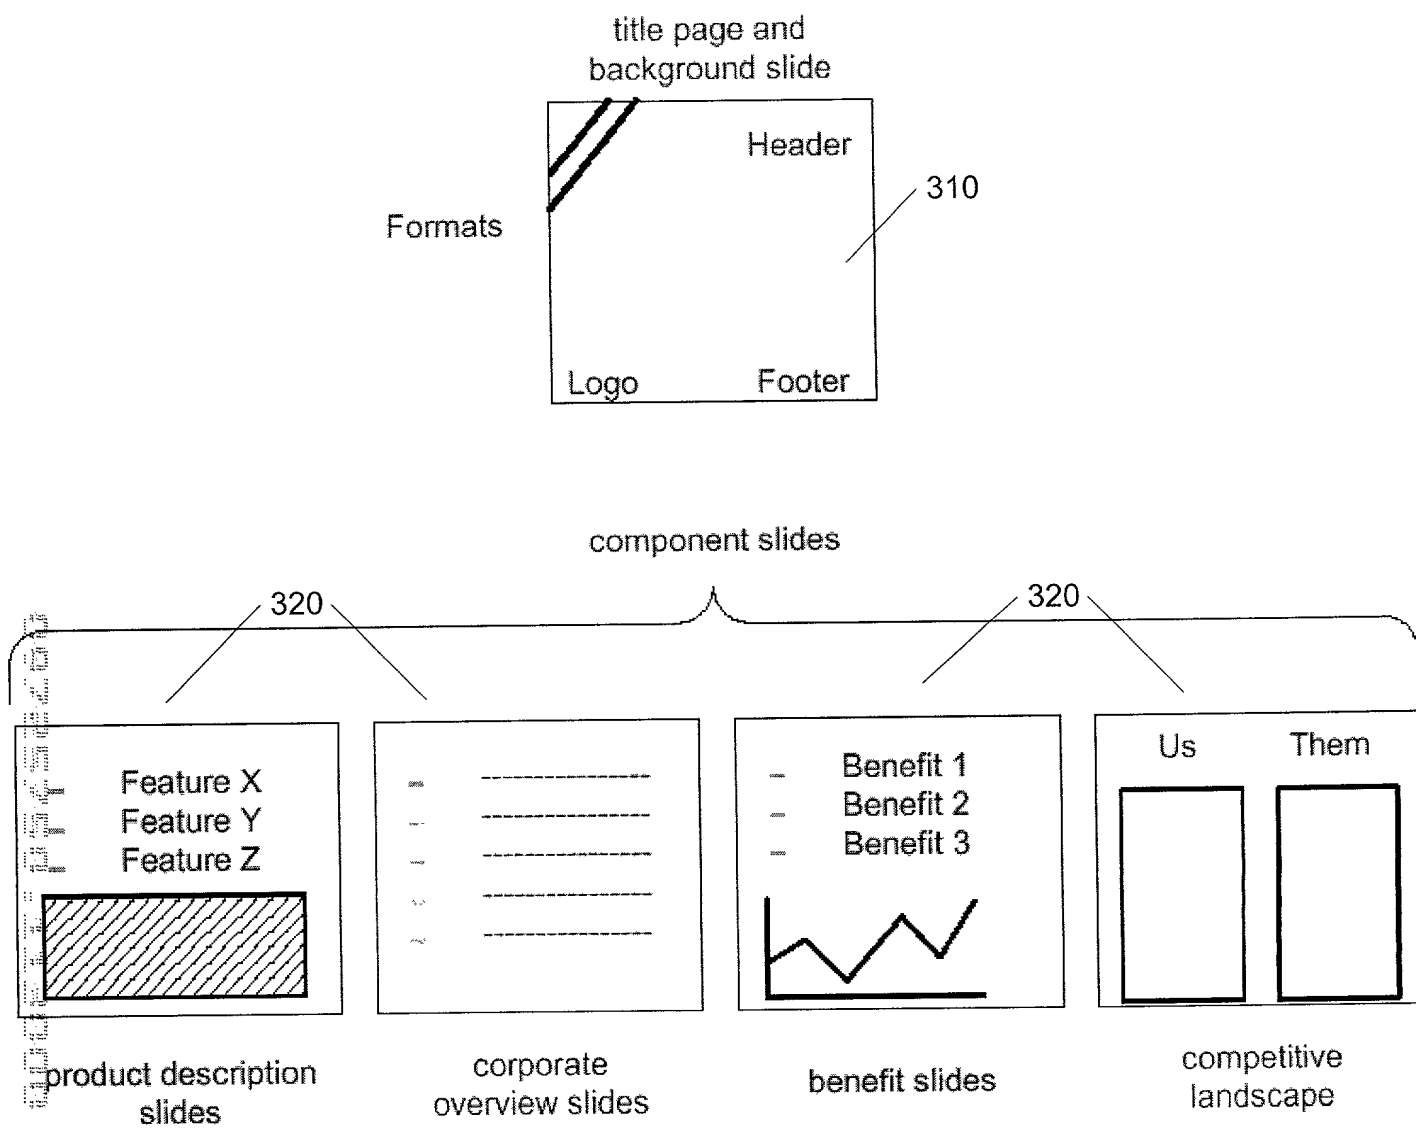 title page and
background slide
Header
310
Formats
Logo
Footer
component slides
320
320
Feature X
Feature Y
Feature Z
Benefit 1
Benefit 2
Benefit 3
Us
Them
product description
slides
corporate
overview slides
benefit slides
competitive
landscape